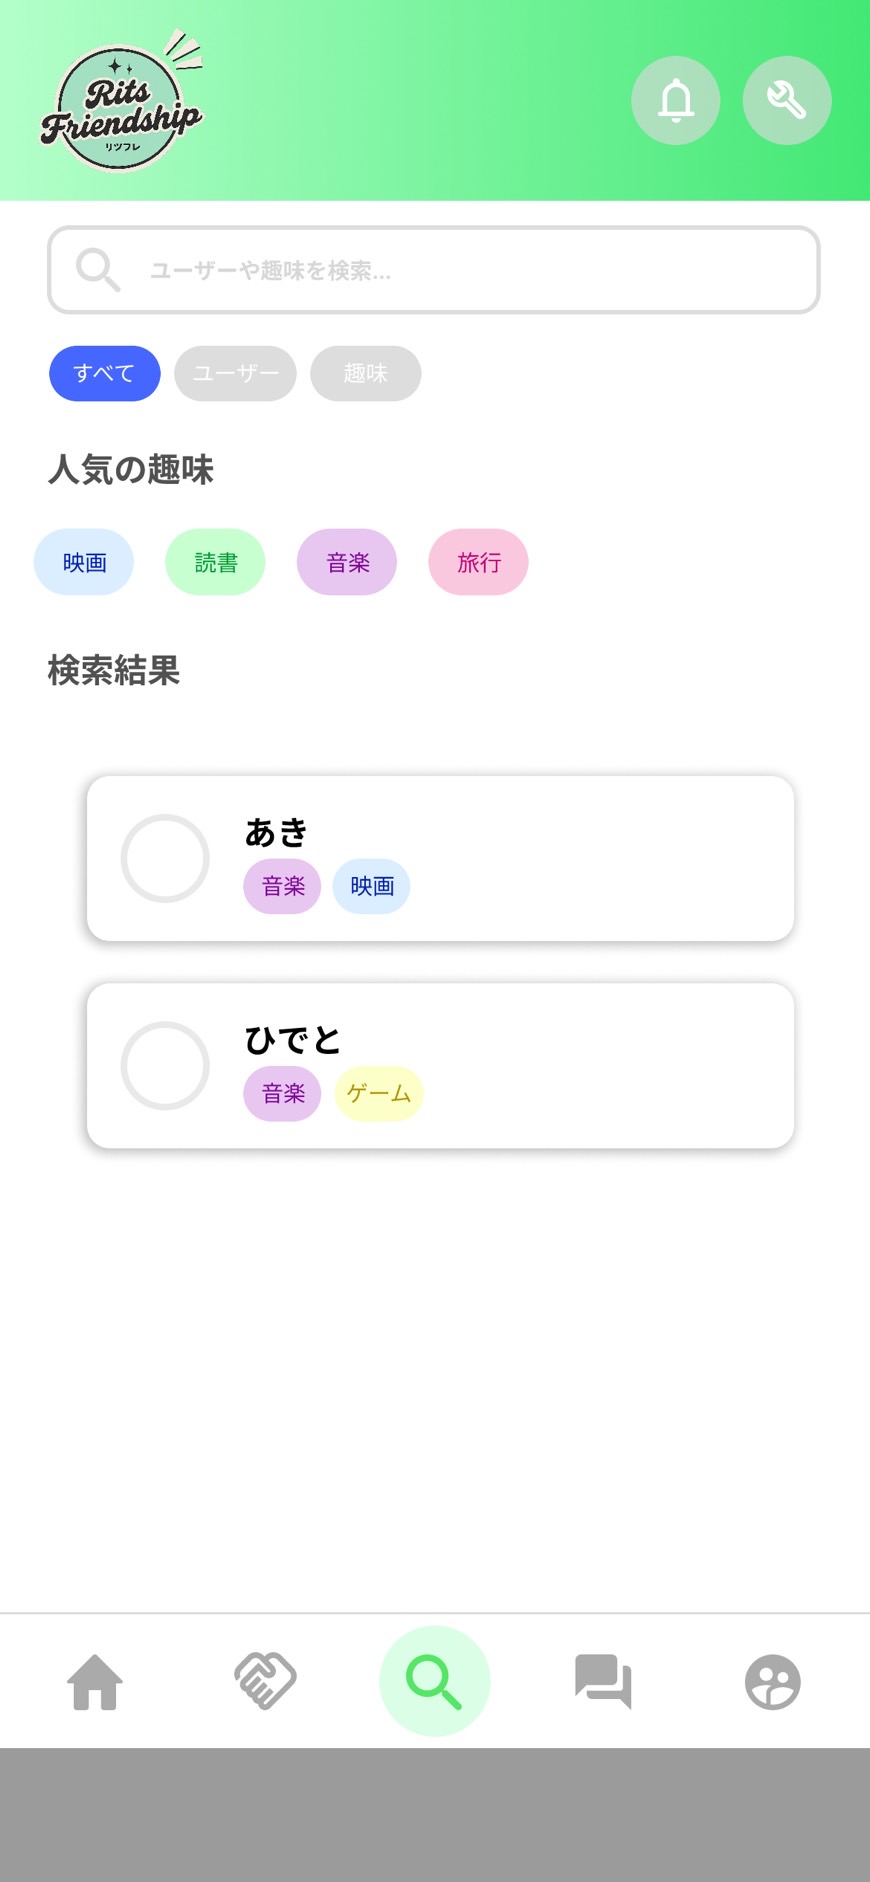 Rits
Friendship
リツフレ
ユーザーや趣味を検索...
すべて ユーザー 趣味
人気の趣味
映画 読書 音楽 旅行
検索結果
あき
音楽 映画
ひでと
音楽 ゲーム